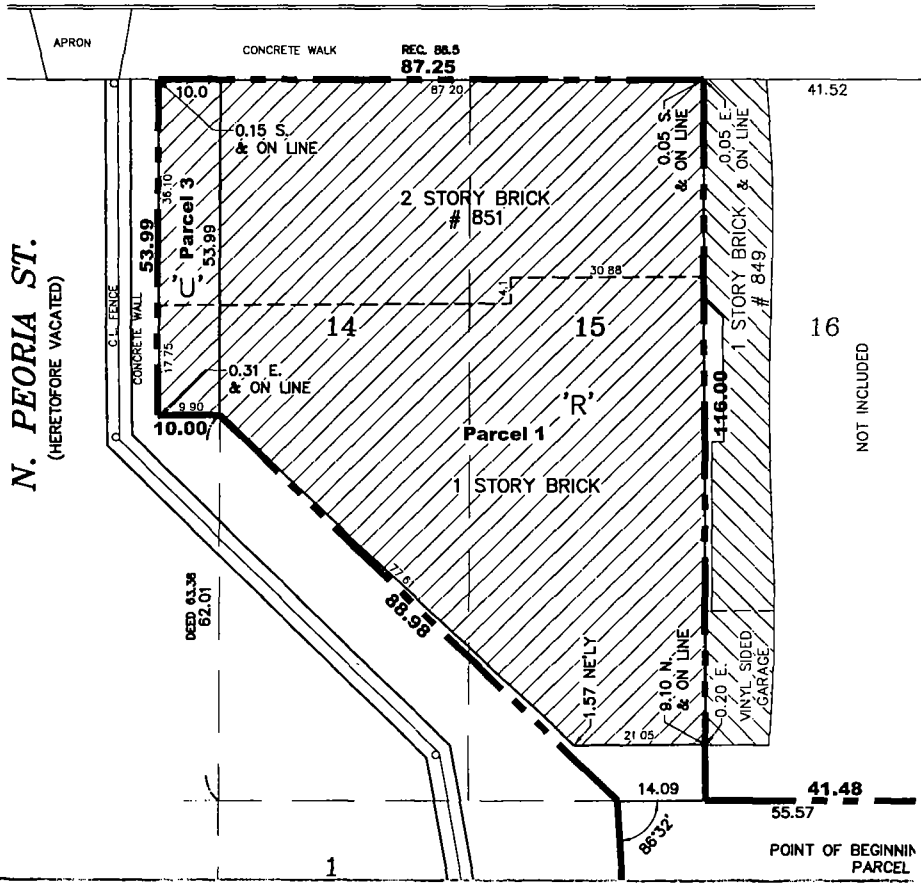 APRON
CONCRETE WALK
REC. 88.5
87.25
87 20
41.52
10.0
0.15 S.
& ON LINE
0.05 S.
& ON LINE
0.05 E.
& ON LINE
2 STORY BRICK
# 851
36.10
'U' Parcel 3
53.99
53.99
N. PEORIA ST.
(HERETOFORE VACATED)
C.L. FENCE
CONCRETE WALL
30.88
4.1
14
15
16
1 STORY BRICK
# 849
17.75
0.31 E.
& ON LINE
9.90
10.00
'R'
Parcel 1
116.00
NOT INCLUDED
1 STORY BRICK
77.61
88.98
DEED 63.36
62.01
1.57 NE'LY
9.10 N.
& ON LINE
0.20 E.
VINYL SIDED
GARAGE
21 05
14.09
41.48
55.57
86°32'
POINT OF BEGINNIN
PARCEL
1